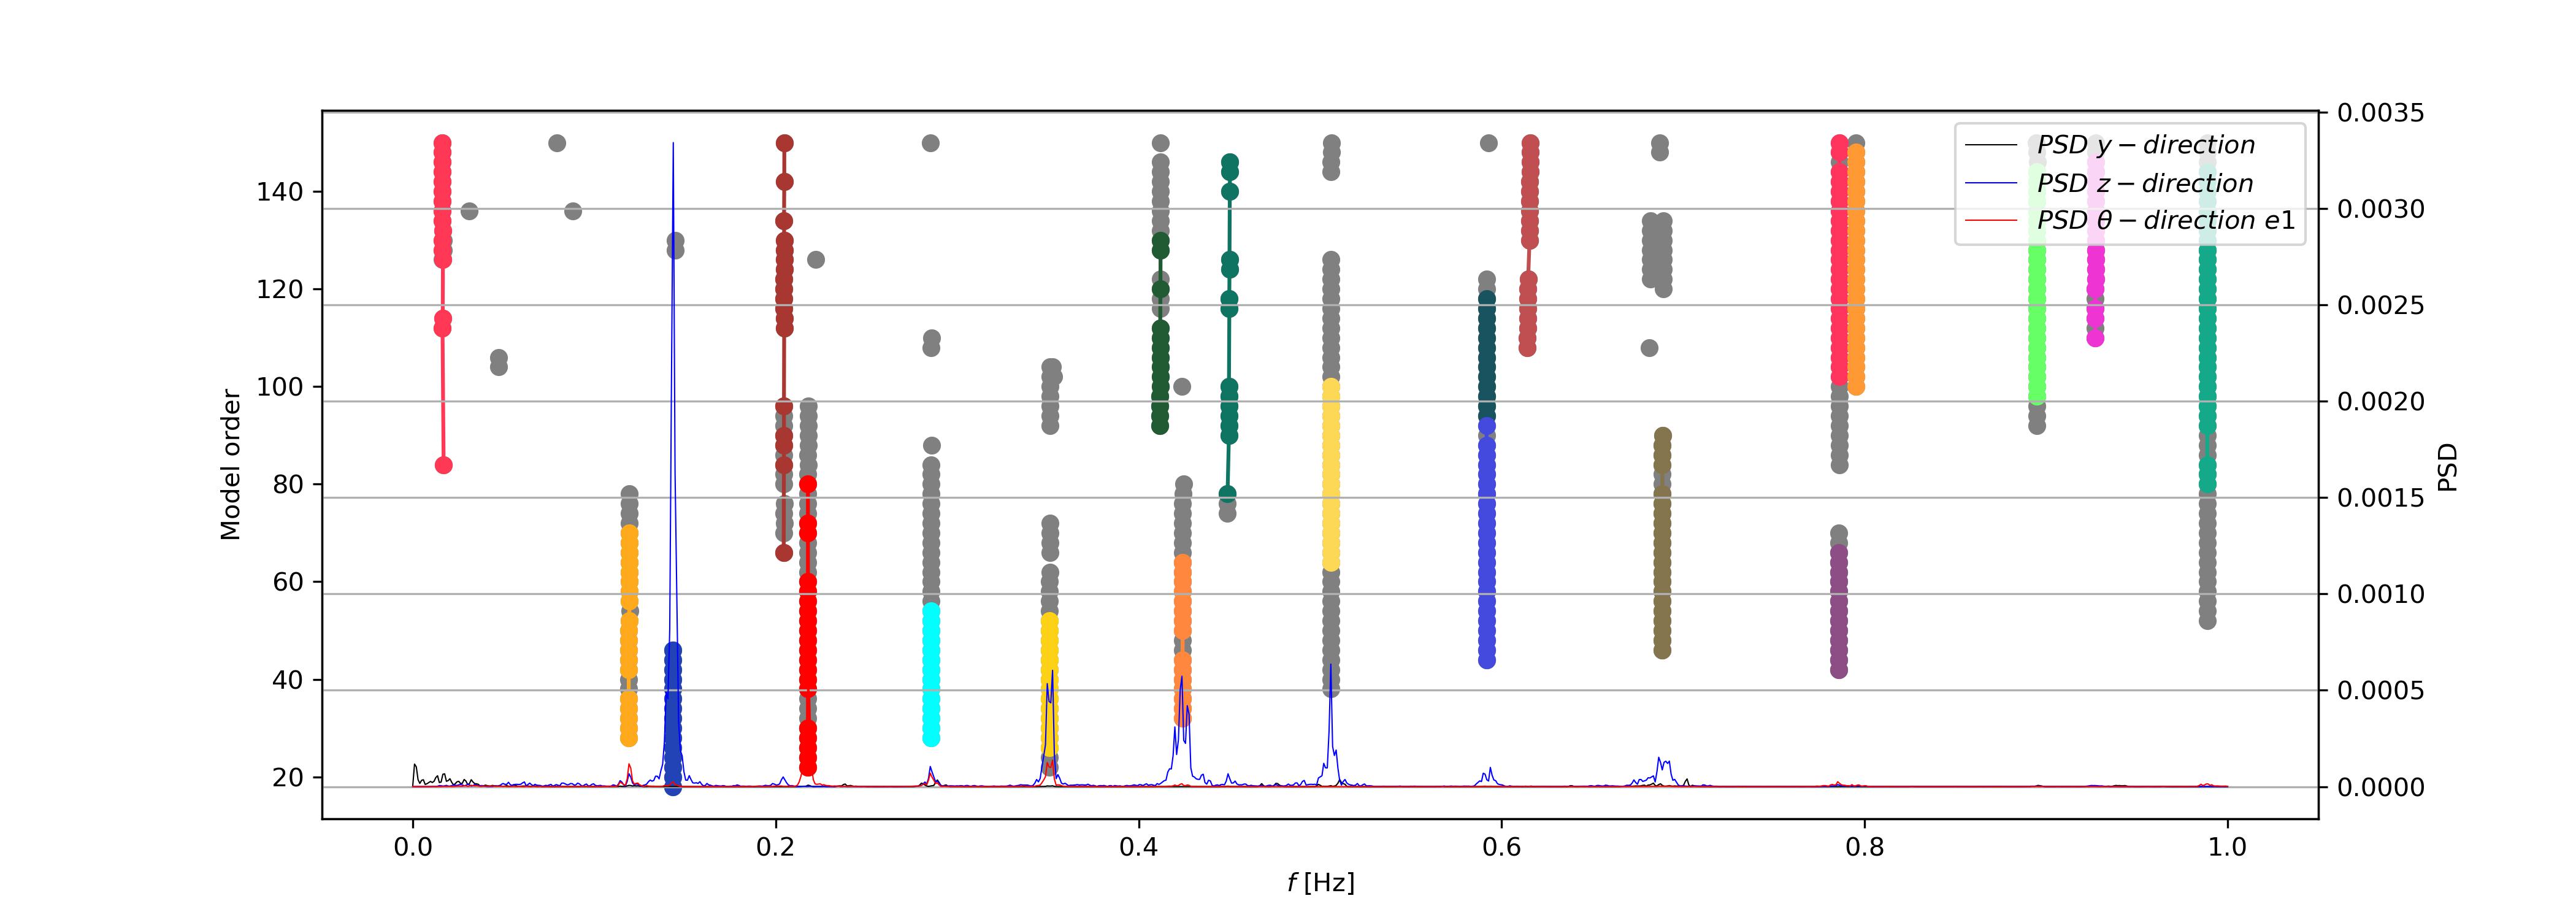 PSD y − direction
PSD z − direction
PSD θ − direction e1
Model order
140
120
100
80
60
40
20
0.0035
0.0030
0.0025
0.0020
0.0015
0.0010
0.0005
0.0000
PSD
0.0 0.2 0.4 0.6 0.8 1.0
f [Hz]